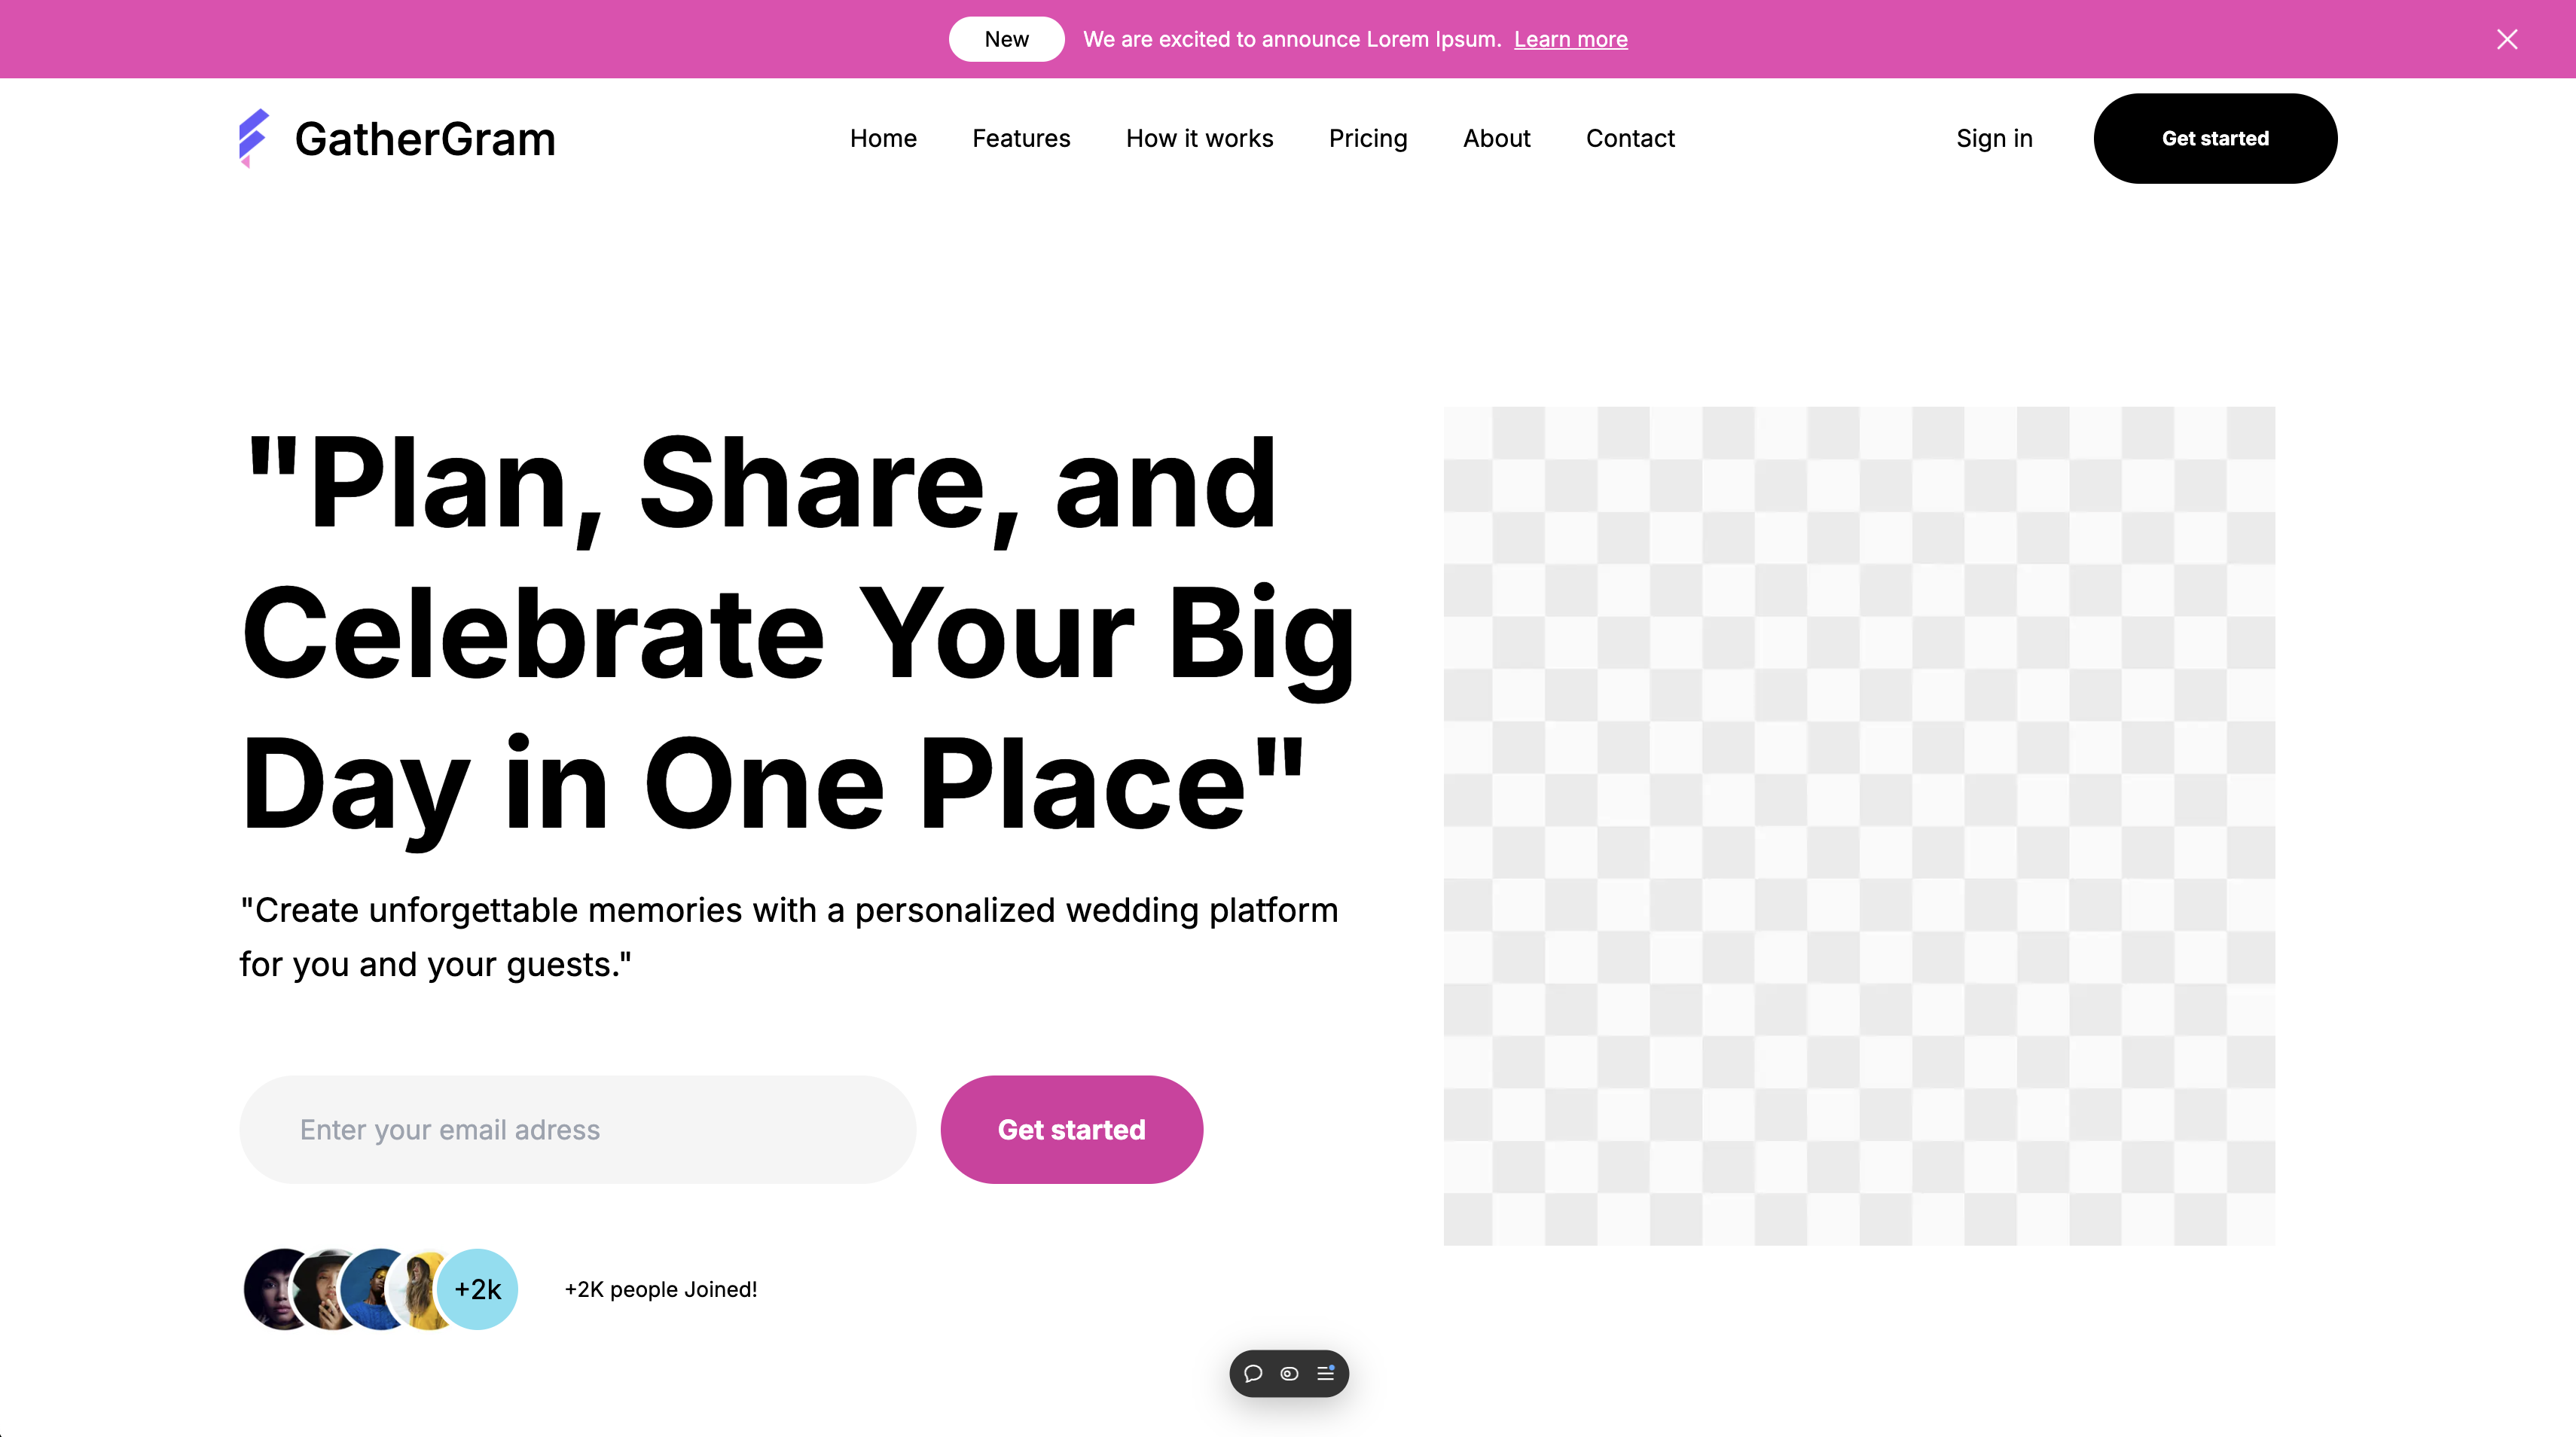 New We are excited to announce Lorem Ipsum. Learn more
GatherGram Home Features How it works Pricing About Contact Sign in Get started
"Plan, Share, and
Celebrate Your Big
Day in One Place"
"Create unforgettable memories with a personalized wedding platform
for you and your guests."
Enter your email adress Get started
+2k +2K people Joined!